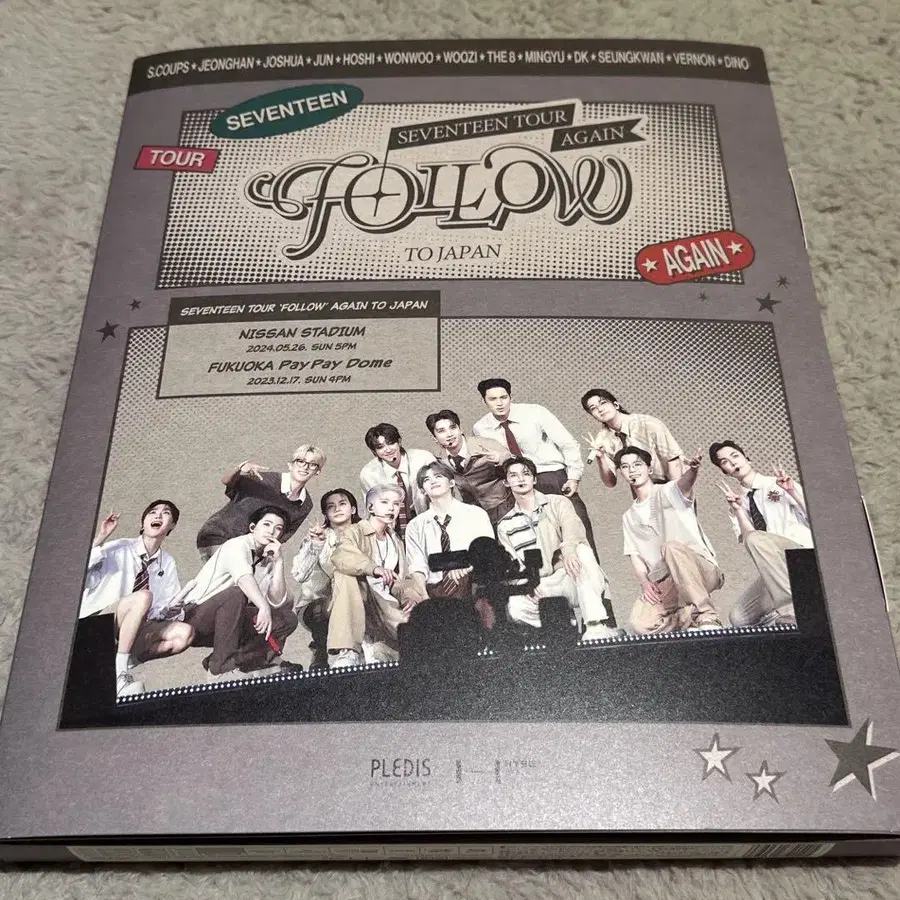 S.COUPS★JEONGHAN★JOSHUA★JUN★HOSHI★WONWOO★WOOZI★THE 8★MINGYU★DK★SEUNGKWAN★VERNON★DINO
SEVENTEEN
TOUR
SEVENTEEN TOUR
AGAIN
FOLLOW
TO JAPAN
★ AGAIN ★
SEVENTEEN TOUR 'FOLLOW' AGAIN TO JAPAN
NISSAN STADIUM
2024.05.26. SUN 5PM
FUKUOKA PayPay Dome
2023.12.17. SUN 4PM
PLEDIS
ENTERTAINMENT
HYBE